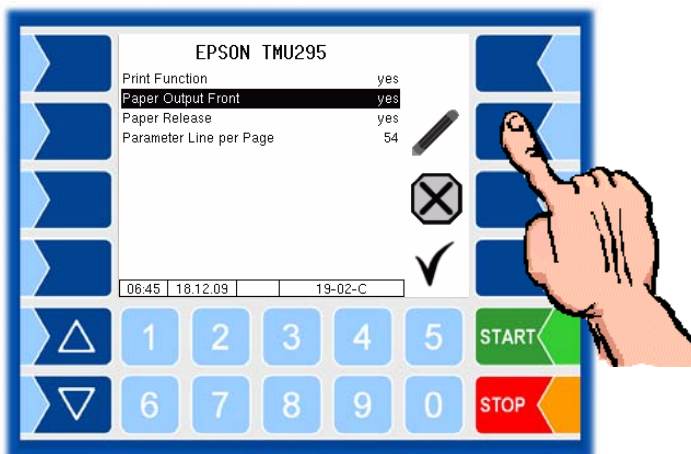 EPSON TMU295
Print Function yes
Paper Output Front yes
Paper Release yes
Parameter Line per Page 54
06:45 18.12.09 19-02-C
1 2 3 4 5 START
6 7 8 9 0 STOP